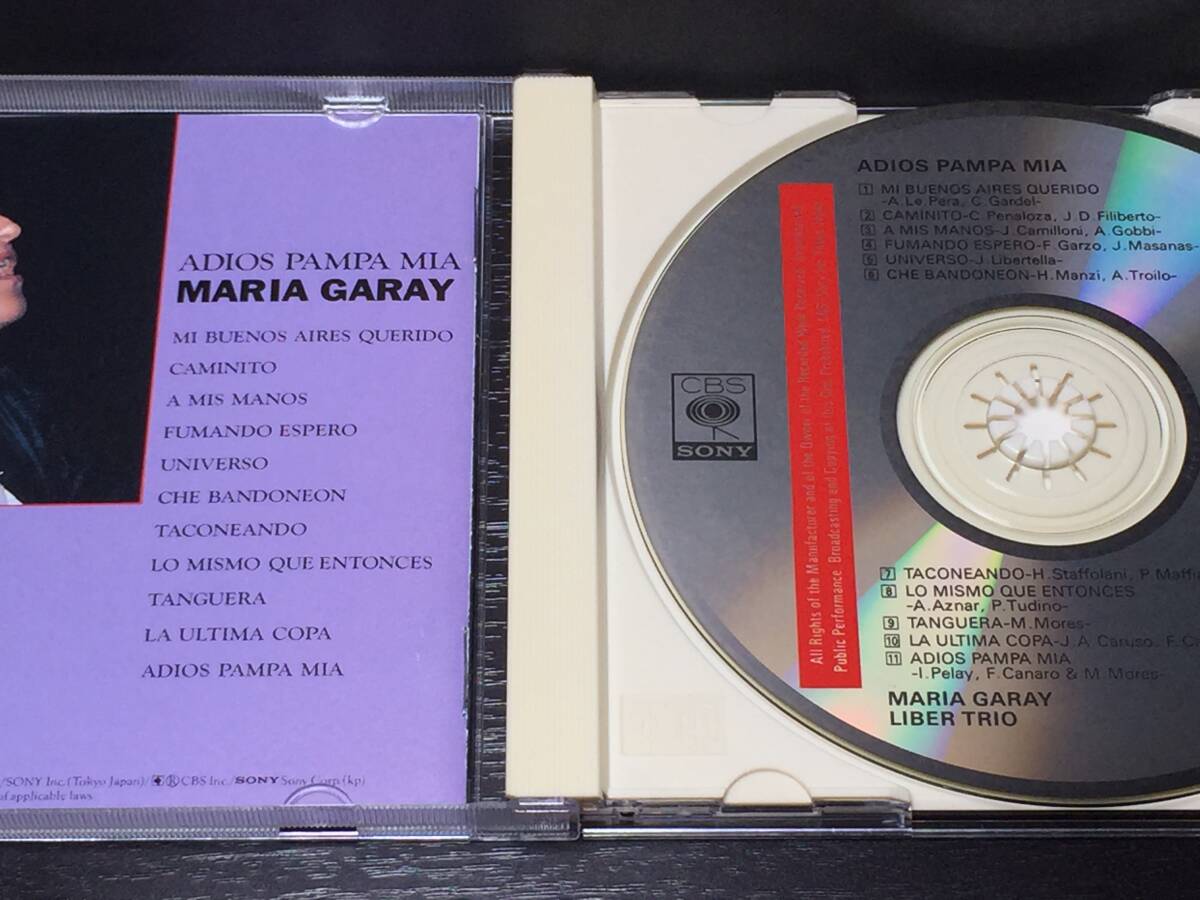 ADIOS PAMPA MIA
MARIA GARAY
MI BUENOS AIRES QUERIDO
CAMINITO
A MIS MANOS
FUMANDO ESPERO
UNIVERSO
CHE BANDONEON
TACONEANDO
LO MISMO QUE ENTONCES
TANGUERA
LA ULTIMA COPA
ADIOS PAMPA MIA
/SONY Inc. (Tokyo Japan)/ Ⓡ CBS Inc./SONY Sony Corp (kp)
of applicable laws
ADIOS PAMPA MIA
1 MI BUENOS AIRES QUERIDO
-A.Le.Pera, C.Gardel-
2 CAMINITO-C.Penaloza, J.D.Filiberto-
3 A MIS MANOS-J.Camilloni, A.Gobbi-
4 FUMANDO ESPERO-F.Garzo, J.Masanas-
5 UNIVERSO-J.Libertella-
6 CHE BANDONEON-H.Manzi, A.Troilo-
CBS
SONY
All Rights of the Manufacturer and of the Owner of the Recorded Work Reserved
Public Performance. Broadcasting and Copying of this Disc Prohibited.
7 TACONEANDO-H.Staffolani, P.Maffia
8 LO MISMO QUE ENTONCES
-A.Aznar, P.Tudino-
9 TANGUERA-M.Mores-
10 LA ULTIMA COPA-J.A.Caruso, F.C
11 ADIOS PAMPA MIA
-I.Pelay, F.Canaro & M.Mores-
MARIA GARAY
LIBER TRIO